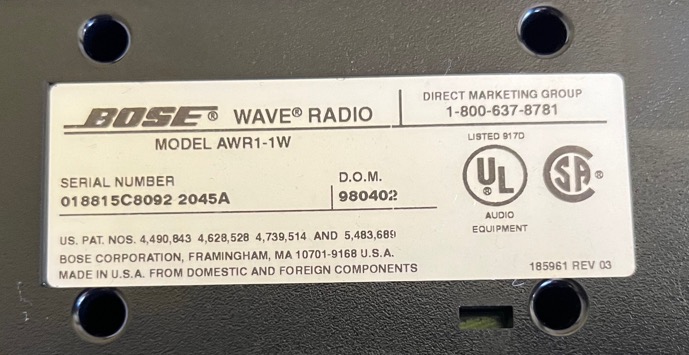 BOSE® WAVE® RADIO
MODEL AWR1-1W
DIRECT MARKETING GROUP
1-800-637-8781
SERIAL NUMBER
018815C8092 2045A
D.O.M.
980402
LISTED 917D
UL®
SA®
AUDIO
EQUIPMENT
US. PAT. NOS. 4,490,843 4,628,528 4,739,514 AND 5,483,689
BOSE CORPORATION, FRAMINGHAM, MA 10701-9168 U.S.A.
MADE IN U.S.A. FROM DOMESTIC AND FOREIGN COMPONENTS
185961 REV 03